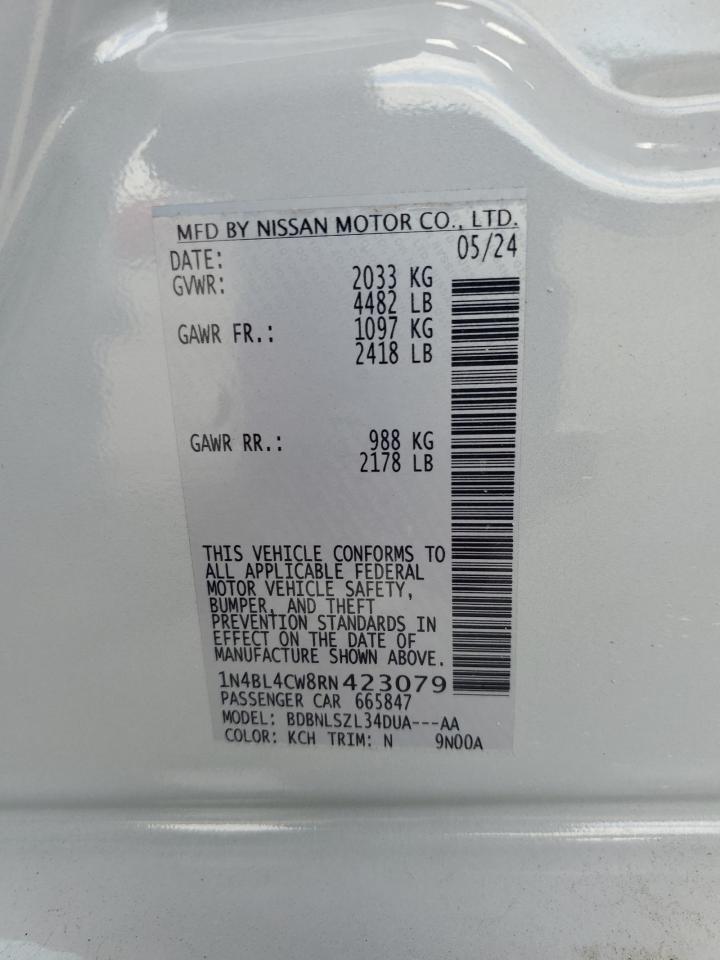 MFD BY NISSAN MOTOR CO., LTD.
DATE: 05/24
GVWR: 2033 KG
4482 LB
GAWR FR.: 1097 KG
2418 LB
GAWR RR.: 988 KG
2178 LB
THIS VEHICLE CONFORMS TO
ALL APPLICABLE FEDERAL
MOTOR VEHICLE SAFETY,
BUMPER, AND THEFT
PREVENTION STANDARDS IN
EFFECT ON THE DATE OF
MANUFACTURE SHOWN ABOVE.
1N4BL4CW8RN423079
PASSENGER CAR 665847
MODEL: BDBNLSZL34DUA---AA
COLOR: KCH TRIM: N 9N00A